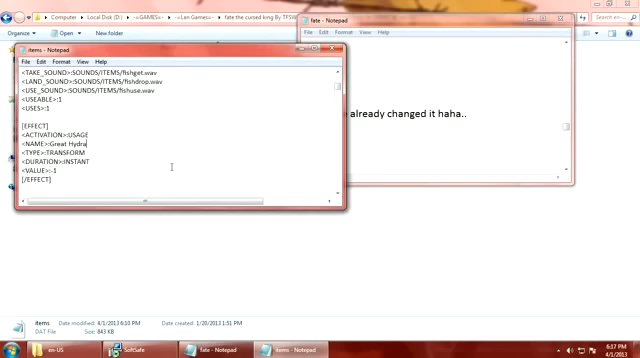 Computer ▸ Local Disk (D:) ▸ -=GAMES=- ▸ -=Lan Games=- ▸ fate the cursed king By TFSW
Organize ▼ Open ▼ New folder
fate - Notepad
File Edit Format View Help
items - Notepad
File Edit Format View Help
<TAKE_SOUND>:SOUNDS/ITEMS/fishget.wav
<LAND_SOUND>:SOUNDS/ITEMS/fishdrop.wav
<USE_SOUND>:SOUNDS/ITEMS/fishuse.wav
<USEABLE>:1
<USES>:1
[EFFECT]
<ACTIVATION>:USAGE
<NAME>:Great Hydra
<TYPE>:TRANSFORM
<DURATION>:INSTANT
<VALUE>:-1
[/EFFECT]
already changed it haha..
items Date modified: 4/1/2013 6:10 PM Date created: 1/20/2013 1:51 PM
DAT File Size: 843 KB
en-US
SoftSafe
fate - Notepad
items - Notepad
6:17 PM
4/1/2013